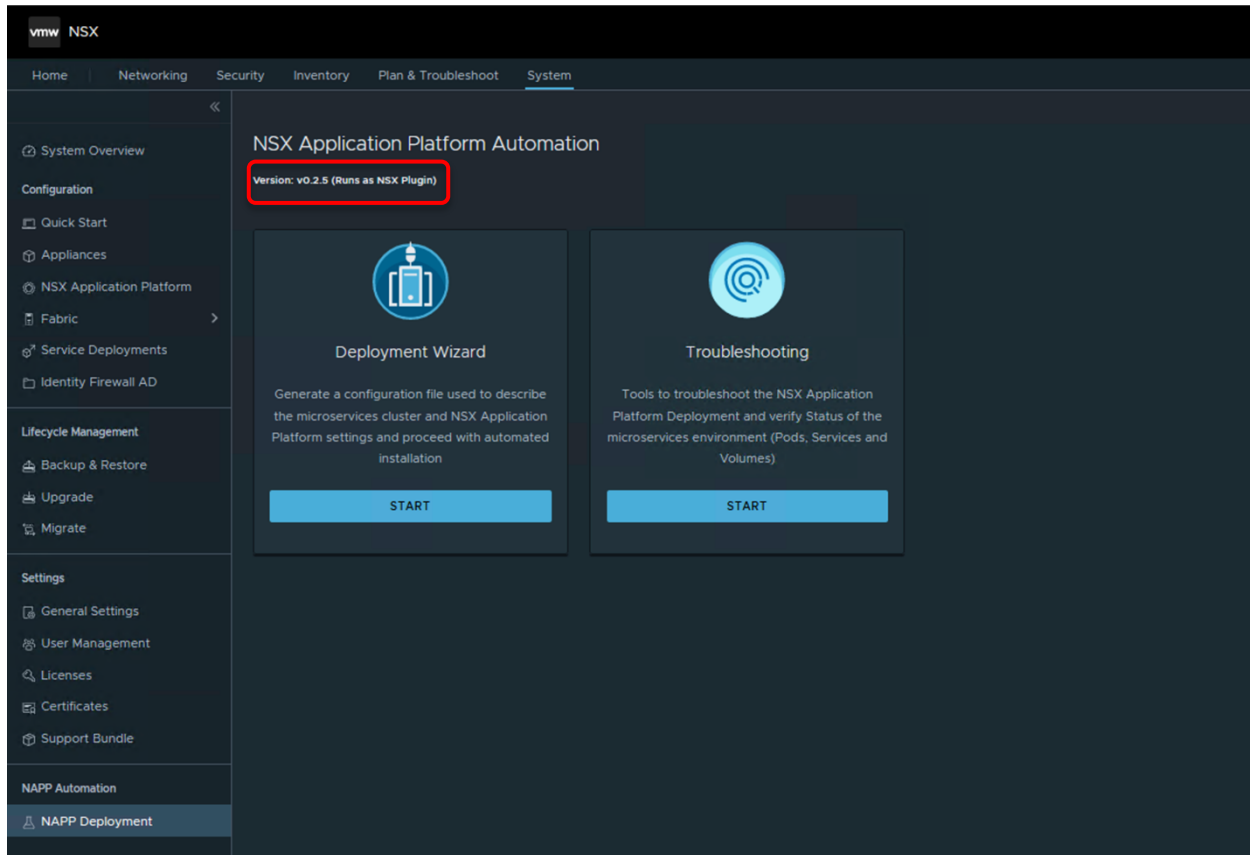 vmw NSX
Home Networking Security Inventory Plan & Troubleshoot System
System Overview
Configuration
Quick Start
Appliances
NSX Application Platform
Fabric
Service Deployments
Identity Firewall AD
Lifecycle Management
Backup & Restore
Upgrade
Migrate
Settings
General Settings
User Management
Licenses
Certificates
Support Bundle
NAPP Automation
NAPP Deployment
NSX Application Platform Automation
Version: v0.2.5 (Runs as NSX Plugin)
Deployment Wizard
Generate a configuration file used to describe
the microservices cluster and NSX Application
Platform settings and proceed with automated
installation
START
Troubleshooting
Tools to troubleshoot the NSX Application
Platform Deployment and verify Status of the
microservices environment (Pods, Services and
Volumes)
START